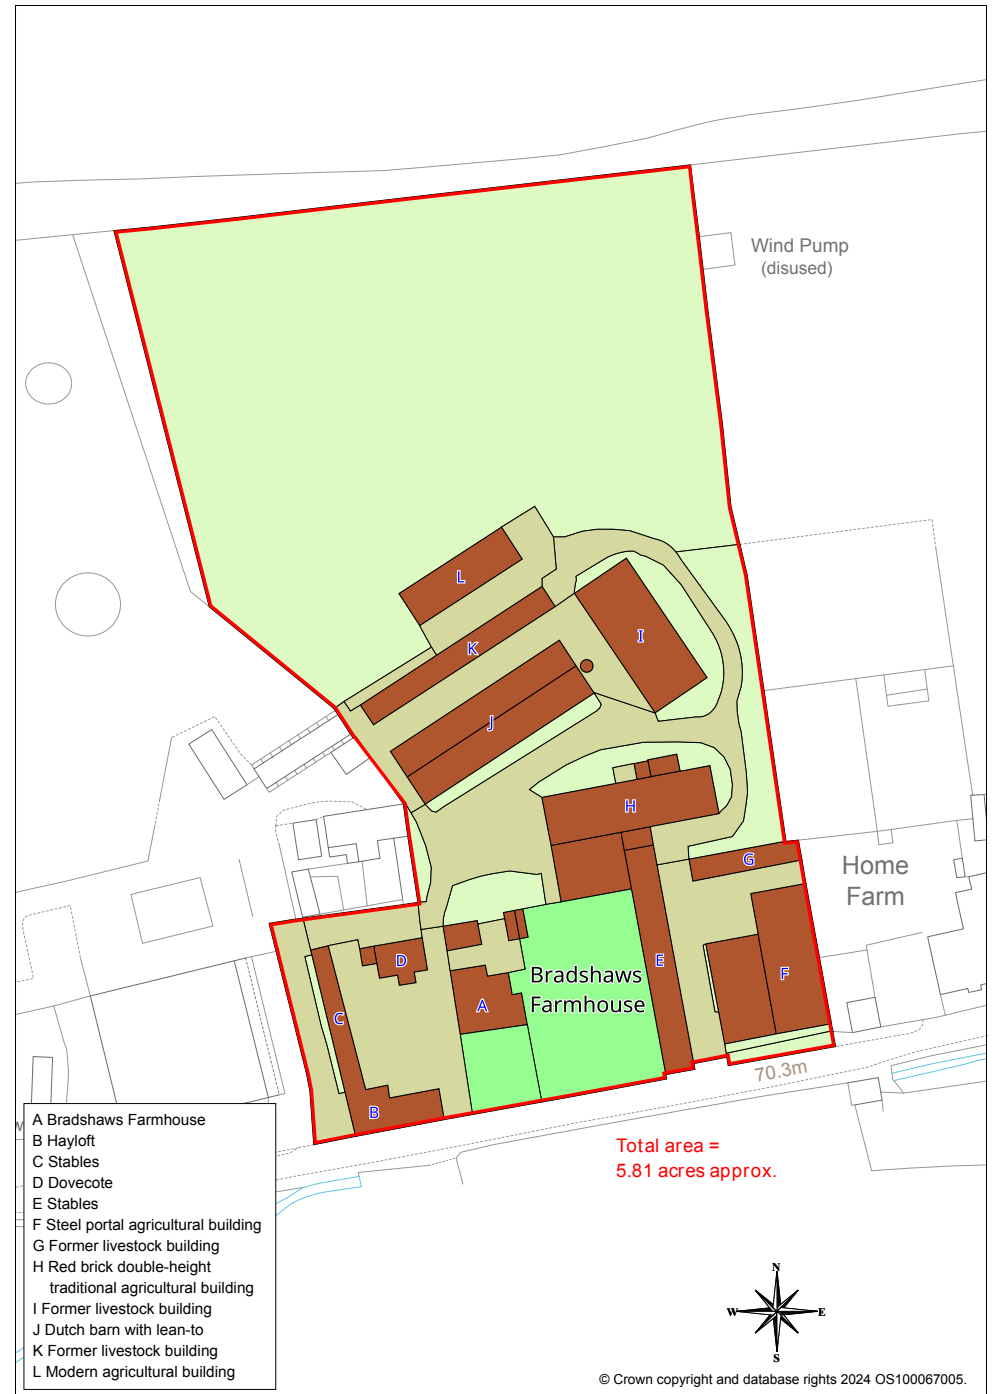 Wind Pump
(disused)
L
I
K
J
H
G
Home
Farm
D
Bradshaws
Farmhouse
E
F
A
C
B
70.3m
Total area =
5.81 acres approx.
A Bradshaws Farmhouse
B Hayloft
C Stables
D Dovecote
E Stables
F Steel portal agricultural building
G Former livestock building
H Red brick double-height
traditional agricultural building
I Former livestock building
J Dutch barn with lean-to
K Former livestock building
L Modern agricultural building
N
W
E
S
© Crown copyright and database rights 2024 OS100067005.